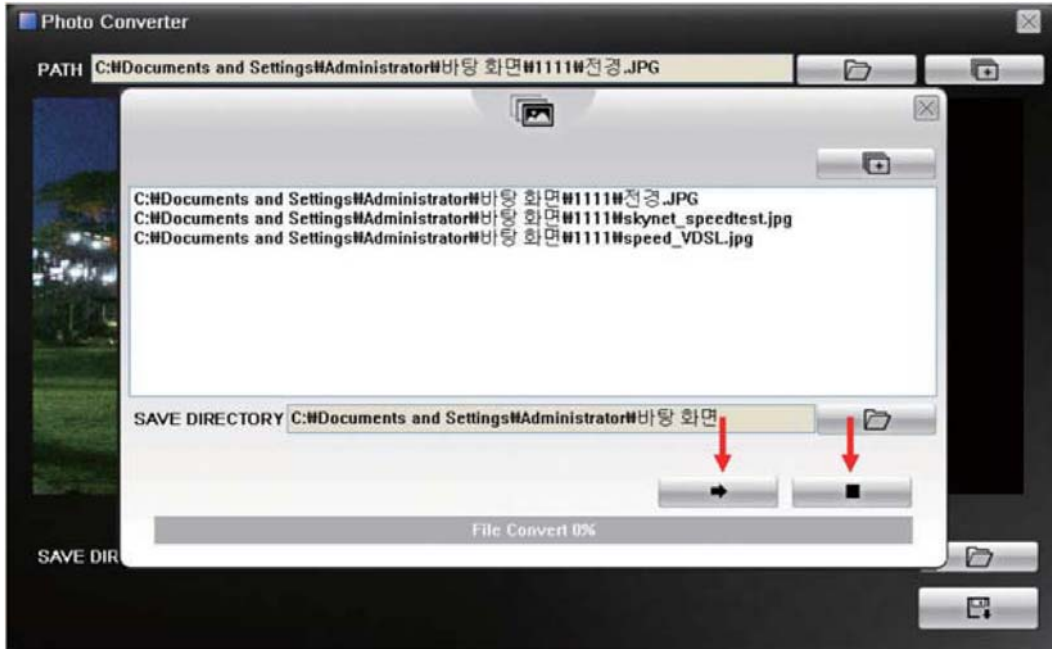 Photo Converter
PATH C:₩Documents and Settings₩Administrator₩바탕 화면₩1111₩전경.JPG
C:₩Documents and Settings₩Administrator₩바탕 화면₩1111₩전경.JPG
C:₩Documents and Settings₩Administrator₩바탕 화면₩1111₩skynet_speedtest.jpg
C:₩Documents and Settings₩Administrator₩바탕 화면₩1111₩speed_VDSL.jpg
SAVE DIRECTORY C:₩Documents and Settings₩Administrator₩바탕 화면
File Convert 0%
SAVE DIR